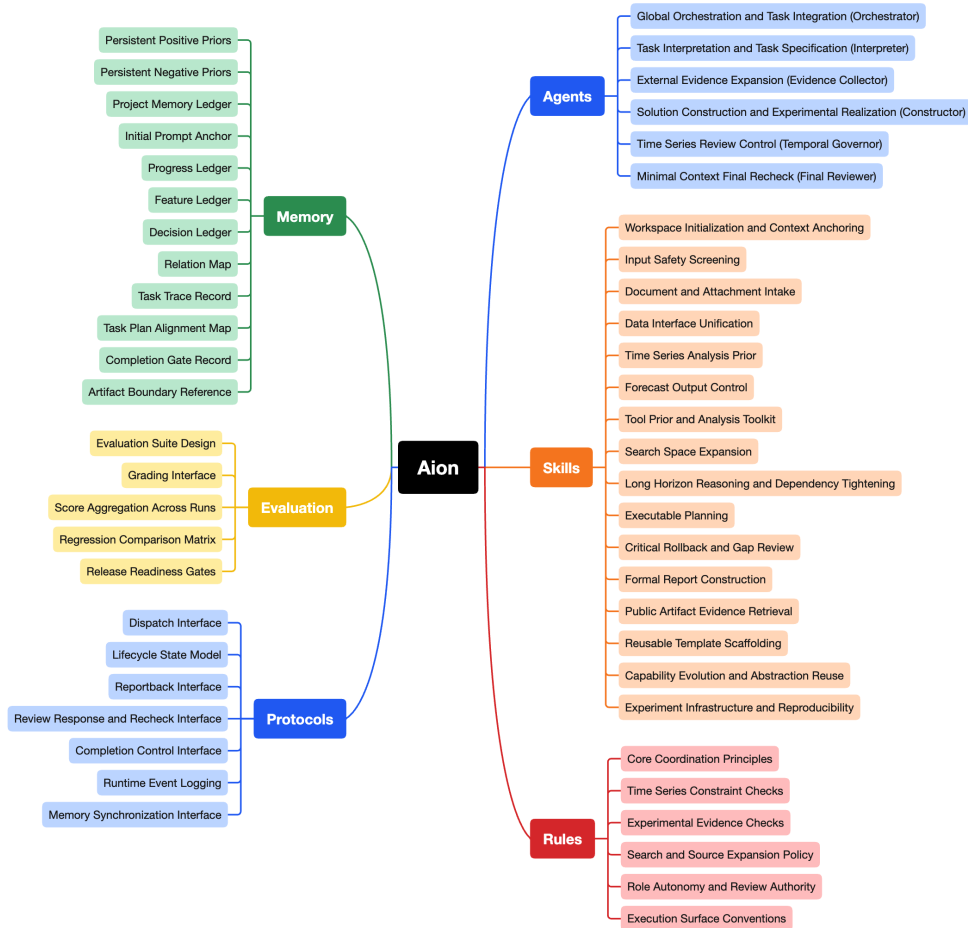 Aion
Memory
Persistent Positive Priors
Persistent Negative Priors
Project Memory Ledger
Initial Prompt Anchor
Progress Ledger
Feature Ledger
Decision Ledger
Relation Map
Task Trace Record
Task Plan Alignment Map
Completion Gate Record
Artifact Boundary Reference
Evaluation
Evaluation Suite Design
Grading Interface
Score Aggregation Across Runs
Regression Comparison Matrix
Release Readiness Gates
Protocols
Dispatch Interface
Lifecycle State Model
Reportback Interface
Review Response and Recheck Interface
Completion Control Interface
Runtime Event Logging
Memory Synchronization Interface
Agents
Global Orchestration and Task Integration (Orchestrator)
Task Interpretation and Task Specification (Interpreter)
External Evidence Expansion (Evidence Collector)
Solution Construction and Experimental Realization (Constructor)
Time Series Review Control (Temporal Governor)
Minimal Context Final Recheck (Final Reviewer)
Skills
Workspace Initialization and Context Anchoring
Input Safety Screening
Document and Attachment Intake
Data Interface Unification
Time Series Analysis Prior
Forecast Output Control
Tool Prior and Analysis Toolkit
Search Space Expansion
Long Horizon Reasoning and Dependency Tightening
Executable Planning
Critical Rollback and Gap Review
Formal Report Construction
Public Artifact Evidence Retrieval
Reusable Template Scaffolding
Capability Evolution and Abstraction Reuse
Experiment Infrastructure and Reproducibility
Rules
Core Coordination Principles
Time Series Constraint Checks
Experimental Evidence Checks
Search and Source Expansion Policy
Role Autonomy and Review Authority
Execution Surface Conventions